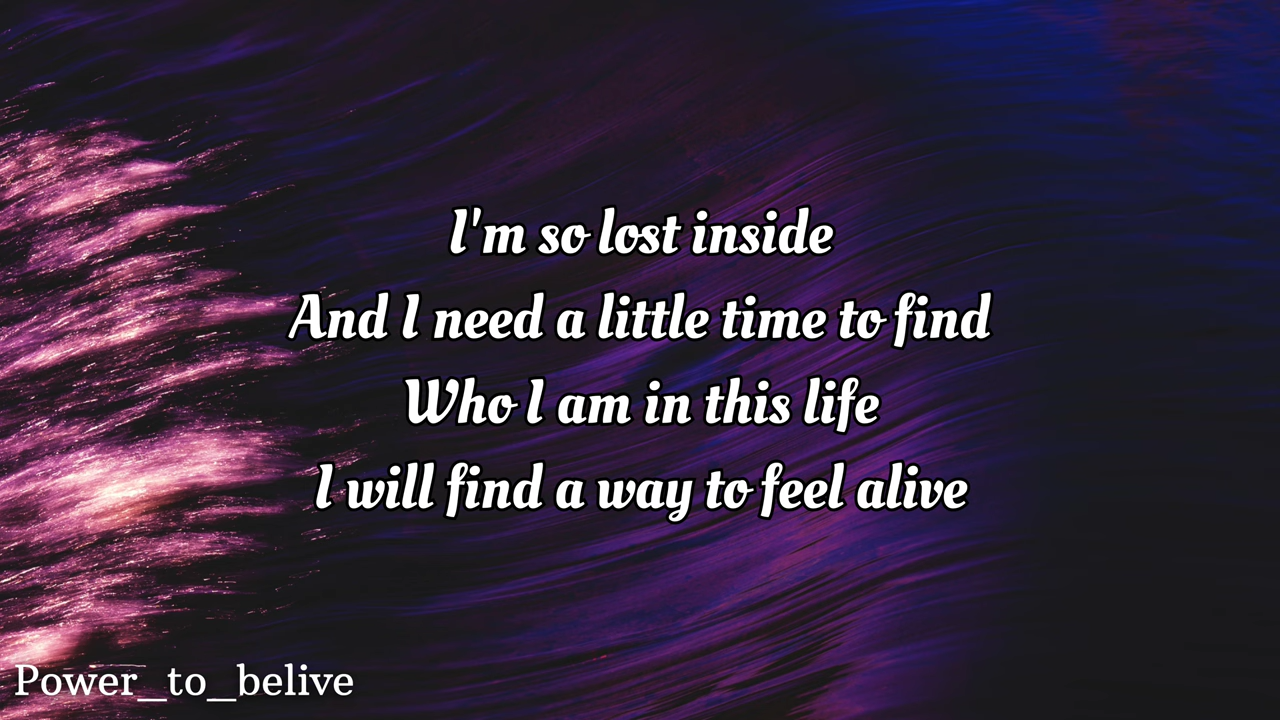 I'm so lost inside
And I need a little time to find
Who I am in this life
I will find a way to feel alive
Power_to_belive